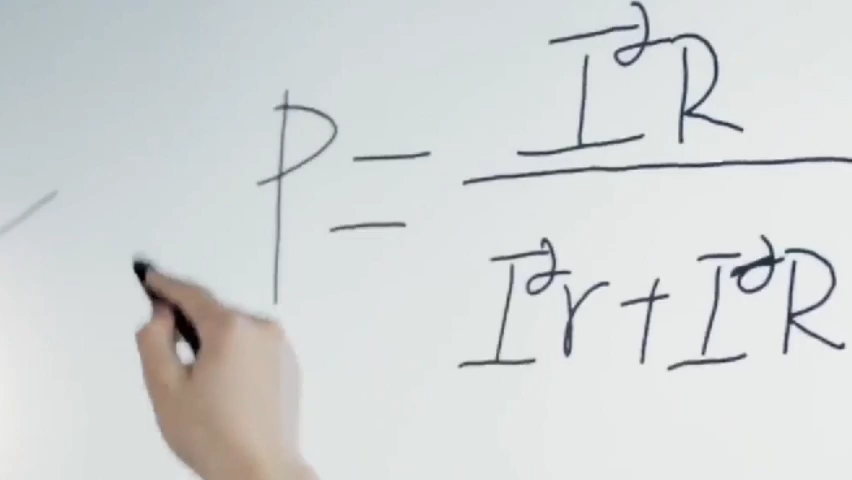 P = I²R / (I²r + I²R)